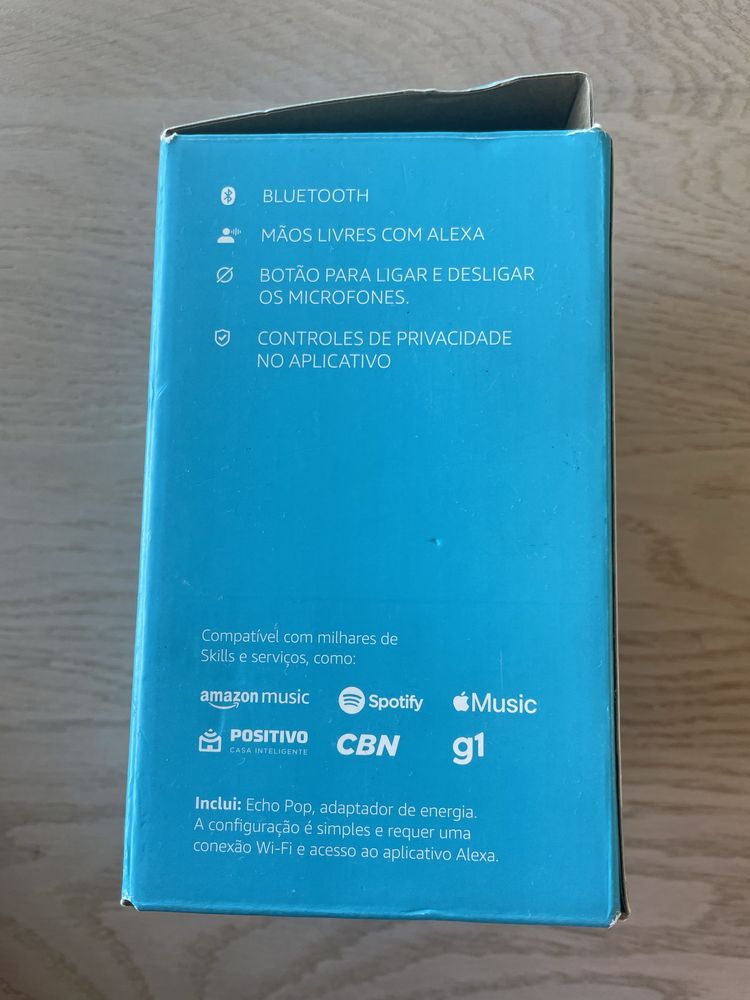 BLUETOOTH
MÃOS LIVRES COM ALEXA
BOTÃO PARA LIGAR E DESLIGAR
OS MICROFONES.
CONTROLES DE PRIVACIDADE
NO APLICATIVO
Compatível com milhares de
Skills e serviços, como:
amazon music Spotify Music
POSITIVO CBN g1
CASA INTELIGENTE
Inclui: Echo Pop, adaptador de energia.
A configuração é simples e requer uma
conexão Wi-Fi e acesso ao aplicativo Alexa.